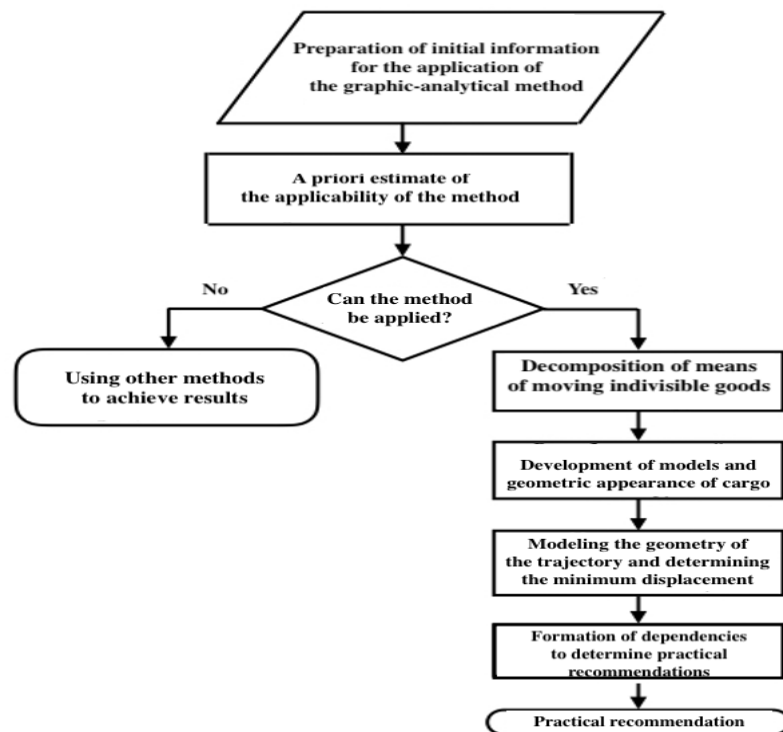 Preparation of initial information
for the application of
the graphic-analytical method
A priori estimate of
the applicability of the method
Can the method
be applied?
No
Yes
Using other methods
to achieve results
Decomposition of means
of moving indivisible goods
Development of models and
geometric appearance of cargo
Modeling the geometry of
the trajectory and determining
the minimum displacement
Formation of dependencies
to determine practical
recommendations
Practical recommendation